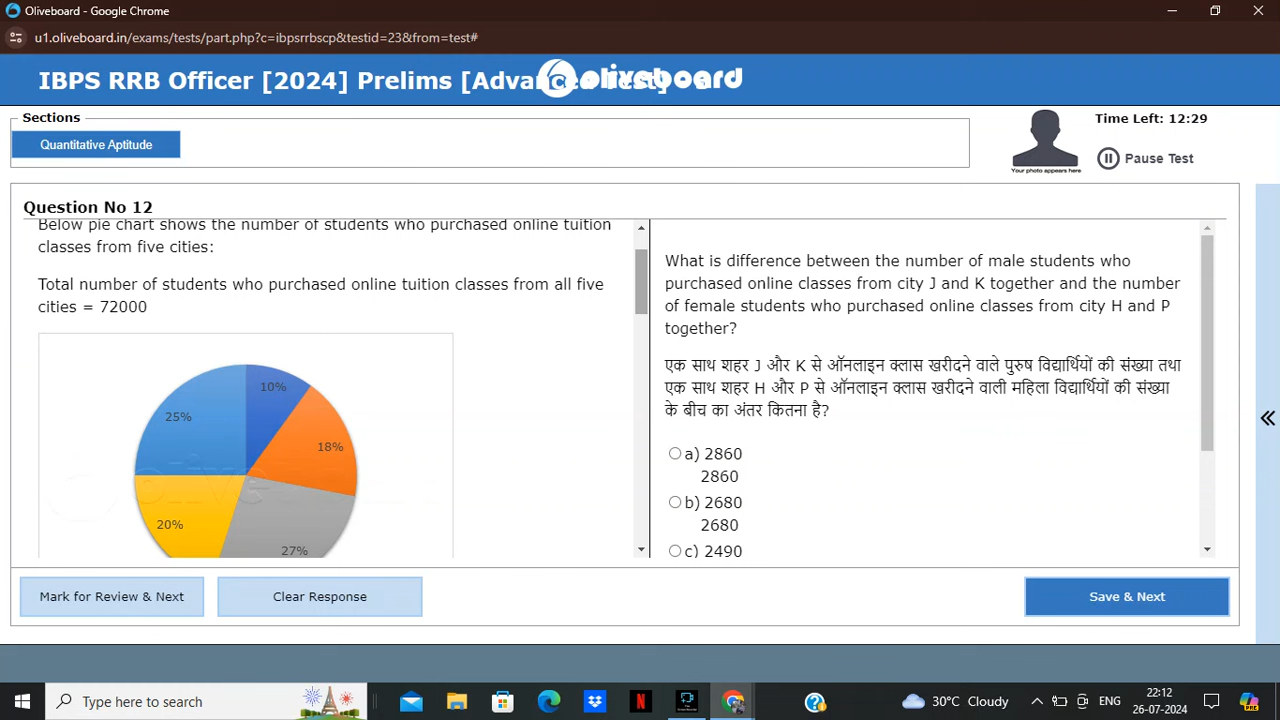 Oliveboard - Google Chrome
u1.oliveboard.in/exams/tests/part.php?c=ibpsrrbscp&testid=23&from=test#
IBPS RRB Officer [2024] Prelims [Advanced Test]
oliveboard
Sections
Quantitative Aptitude
Your photo appears here
Time Left: 12:29
Pause Test
Question No 12
Below pie chart shows the number of students who purchased online tuition
classes from five cities:
Total number of students who purchased online tuition classes from all five
cities = 72000
10%
25%
18%
20%
27%
What is difference between the number of male students who
purchased online classes from city J and K together and the number
of female students who purchased online classes from city H and P
together?
एक साथ शहर J और K से ऑनलाइन क्लास खरीदने वाले पुरुष विद्यार्थियों की संख्या तथा
एक साथ शहर H और P से ऑनलाइन क्लास खरीदने वाली महिला विद्यार्थियों की संख्या
के बीच का अंतर कितना है?
a) 2860
2860
b) 2680
2680
c) 2490
Mark for Review & Next
Clear Response
Save & Next
Type here to search
30°C Cloudy
ENG
22:12
26-07-2024